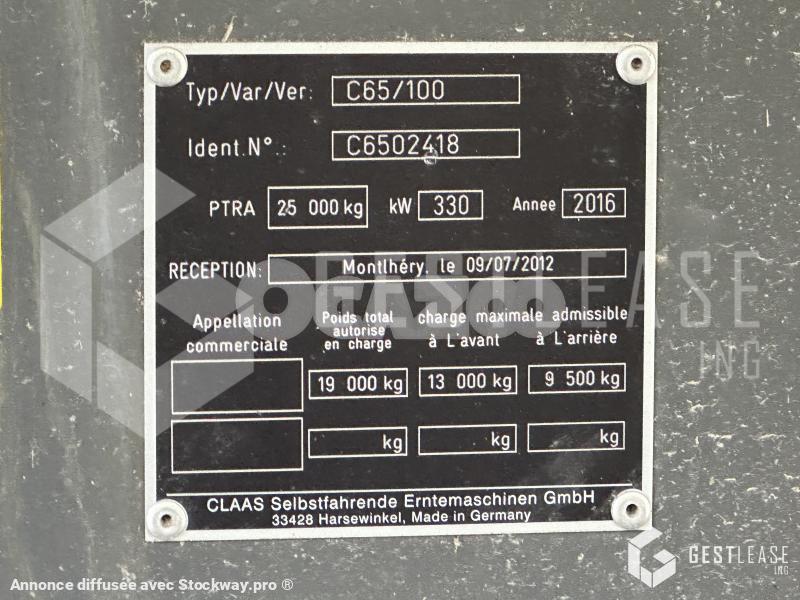 Typ/Var/Ver: C65/100
Ident.N° .: C6502418
PTRA 25 000 kg kW 330 Annee 2016
RECEPTION: Montlhéry, le 09/07/2012
Appellation commerciale
Poids total autorise en charge
charge maximale admissible
à L'avant à L'arrière
19 000 kg 13 000 kg 9 500 kg
kg kg kg
CLAAS Selbstfahrende Erntemaschinen GmbH
33428 Harsewinkel, Made in Germany
GESTLEASE
ING
GESTLEASE
ING
Annonce diffusée avec Stockway.pro ®